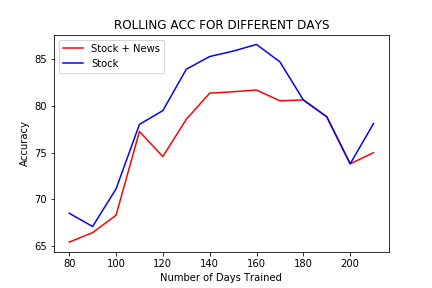 ROLLING ACC FOR DIFFERENT DAYS
Stock + News
Stock
85
80
75
70
65
Accuracy
80 100 120 140 160 180 200
Number of Days Trained